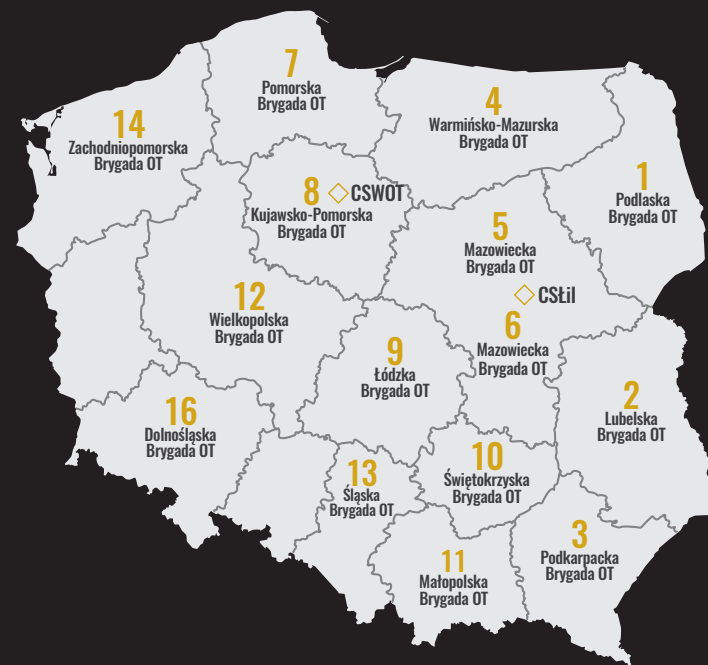 7
Pomorska
Brygada OT
4
Warmińsko-Mazurska
Brygada OT
14
Zachodniopomorska
Brygada OT
1
Podlaska
Brygada OT
8
CSWOT
Kujawsko-Pomorska
Brygada OT
5
Mazowiecka
Brygada OT
CSŁiI
6
Mazowiecka
Brygada OT
12
Wielkopolska
Brygada OT
9
Łódzka
Brygada OT
2
Lubelska
Brygada OT
16
Dolnośląska
Brygada OT
13
Śląska
Brygada OT
10
Świętokrzyska
Brygada OT
3
Podkarpacka
Brygada OT
11
Małopolska
Brygada OT